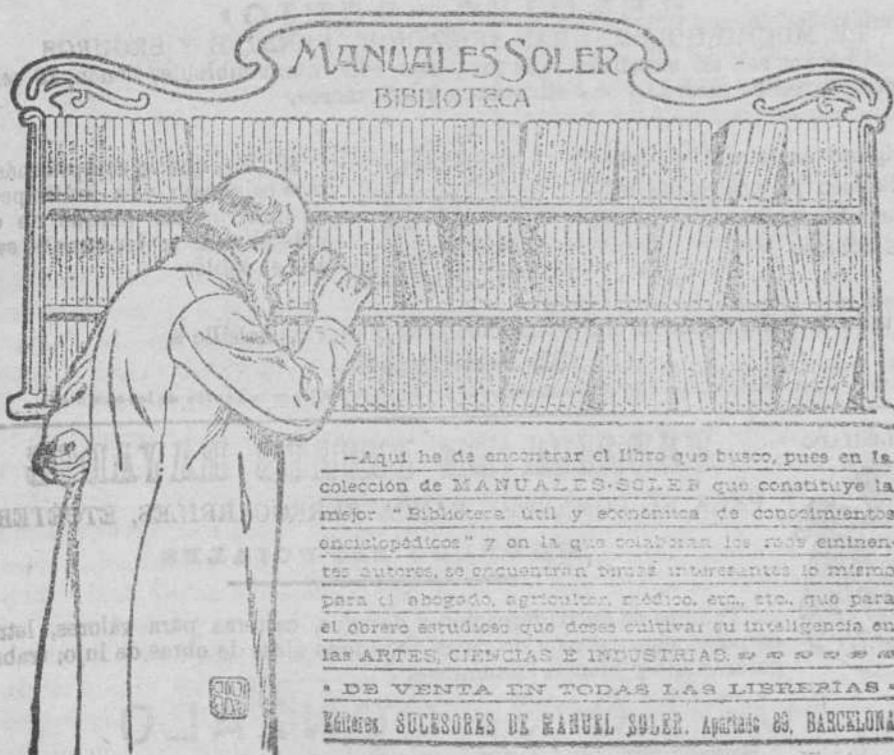 MANUALES SOLER
BIBLIOTECA
—Aquí he de encontrar el libro que busco, pues en la
colección de MANUALES-SOLER que constituye la
mejor "Biblioteca útil y económica de conocimientos
enciclopédicos" y en la que colaboran los más eminen-
tes autores, se encuentran temas interesantes lo mismo
para el abogado, agricultor, médico, etc., etc., que para
el obrero estudioso que desea cultivar su inteligencia en
las ARTES, CIENCIAS É INDUSTRIAS.
DE VENTA EN TODAS LAS LIBRERÍAS
Editores, SUCESORES DE MANUEL SOLER. Apartado 89, BARCELONA